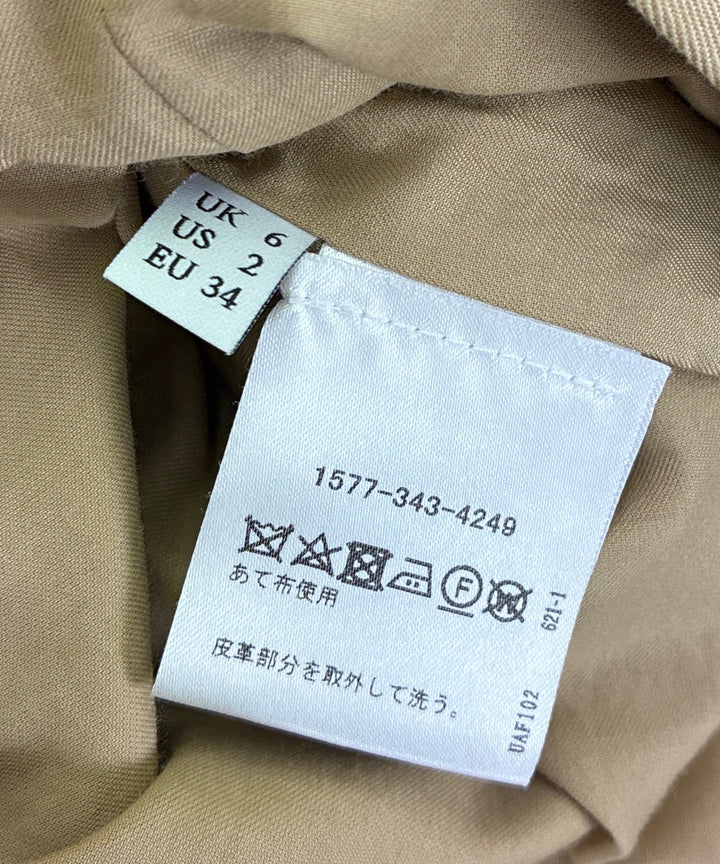 UK 6
US 2
EU 34
1577-343-4249
F
W
あて布使用
皮革部分を取外して洗う。
621-1
UAF102